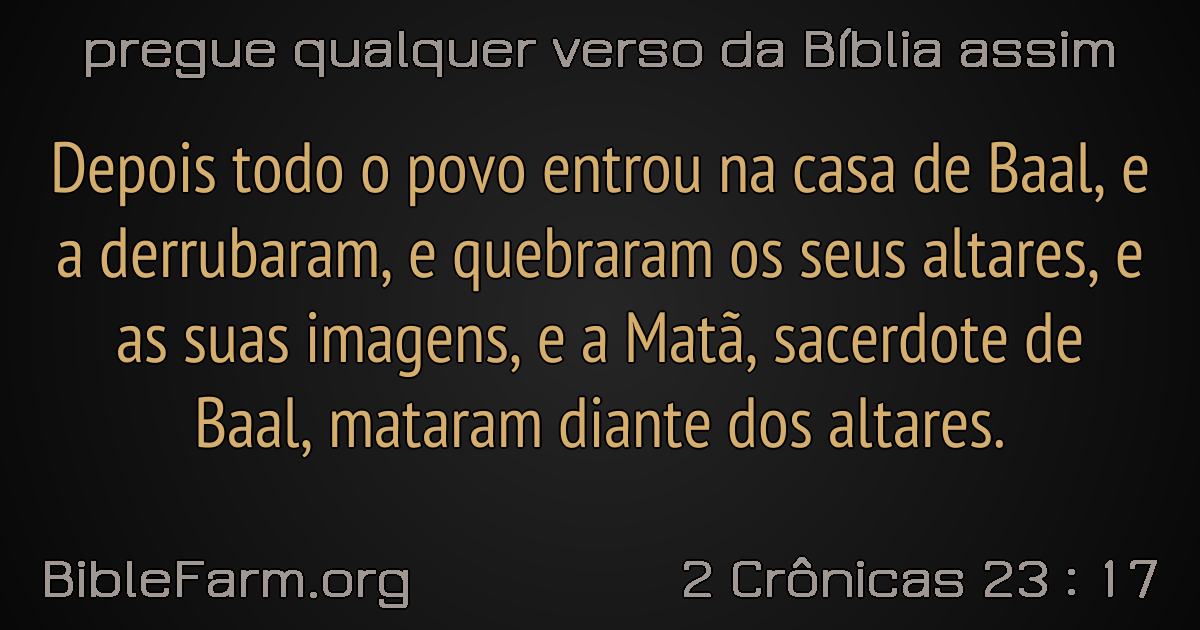 pregue qualquer verso da Bíblia assim
Depois todo o povo entrou na casa de Baal, e
a derrubaram, e quebraram os seus altares, e
as suas imagens, e a Matã, sacerdote de
Baal, mataram diante dos altares.
BibleFarm.org
2 Crônicas 23 : 17